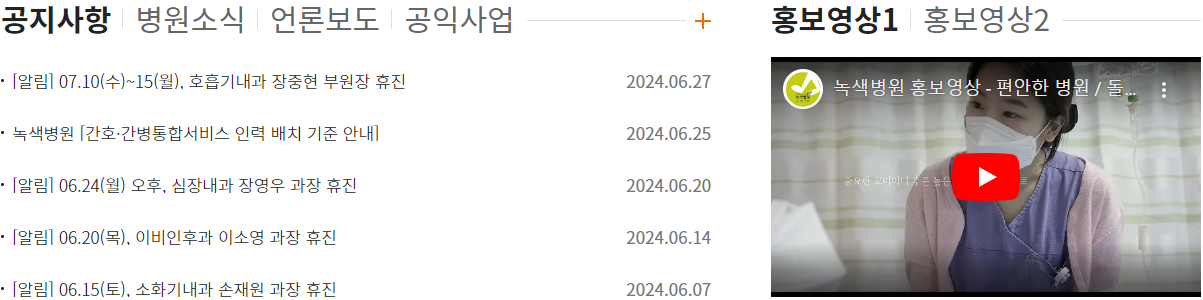 공지사항 병원소식 언론보도 공익사업 +
· [알림] 07.10(수)~15(월), 호흡기내과 장중현 부원장 휴진 2024.06.27
· 녹색병원 [간호·간병통합서비스 인력 배치 기준 안내] 2024.06.25
· [알림] 06.24(월) 오후, 심장내과 장영우 과장 휴진 2024.06.20
· [알림] 06.20(목), 이비인후과 이소영 과장 휴진 2024.06.14
· [알림] 06.15(토), 소화기내과 손재원 과장 휴진 2024.06.07
홍보영상1 홍보영상2
녹색병원 홍보영상 - 편안한 병원 / 돌...